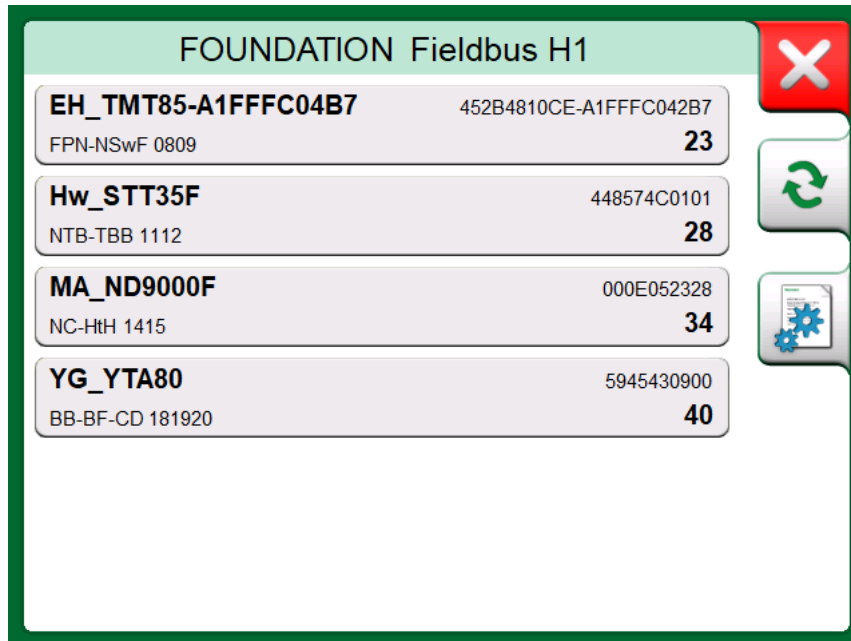 FOUNDATION Fieldbus H1
EH_TMT85-A1FFFC04B7 452B4810CE-A1FFFC042B7
FPN-NSwF 0809 23
Hw_STT35F 448574C0101
NTB-TBB 1112 28
MA_ND9000F 000E052328
NC-HtH 1415 34
YG_YTA80 5945430900
BB-BF-CD 181920 40